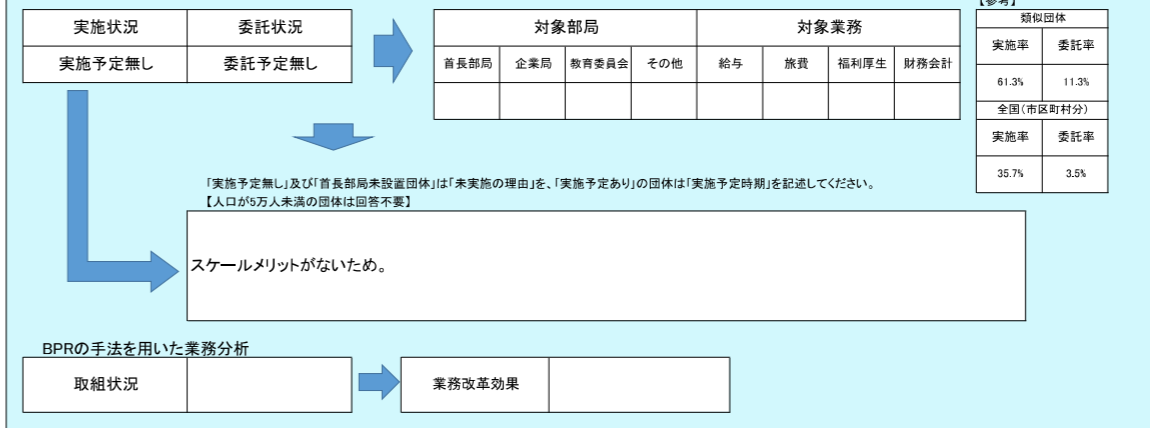 【参考】
実施状況 委託状況
実施予定無し 委託予定無し
対象部局 対象業務
首長部局 企業局 教育委員会 その他 給与 旅費 福利厚生 財務会計
類似団体
実施率 委託率
61.3% 11.3%
全国(市区町村分)
実施率 委託率
35.7% 3.5%
「実施予定無し」及び「首長部局未設置団体」は「未実施の理由」を、「実施予定あり」の団体は「実施予定時期」を記述してください。
【人口が5万人未満の団体は回答不要】
スケールメリットがないため。
BPRの手法を用いた業務分析
取組状況 業務改革効果